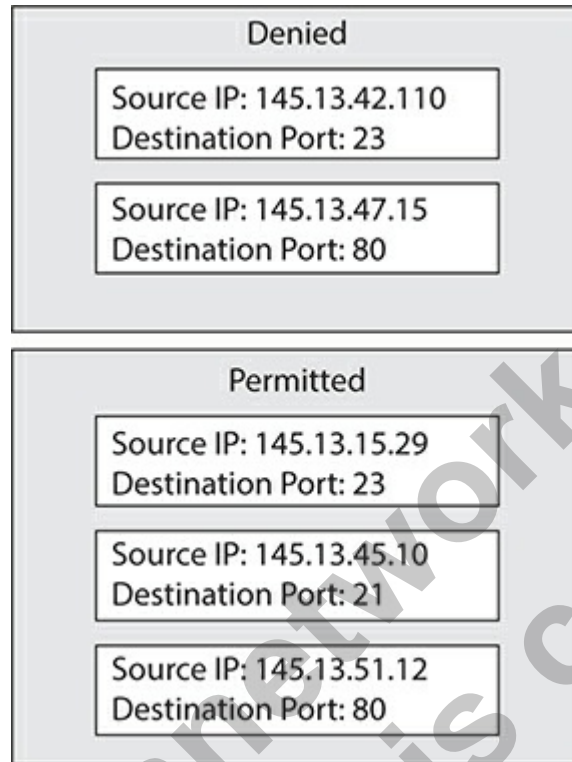 Denied
Source IP: 145.13.42.110
Destination Port: 23
Source IP: 145.13.47.15
Destination Port: 80
Permitted
Source IP: 145.13.15.29
Destination Port: 23
Source IP: 145.13.45.10
Destination Port: 21
Source IP: 145.13.51.12
Destination Port: 80